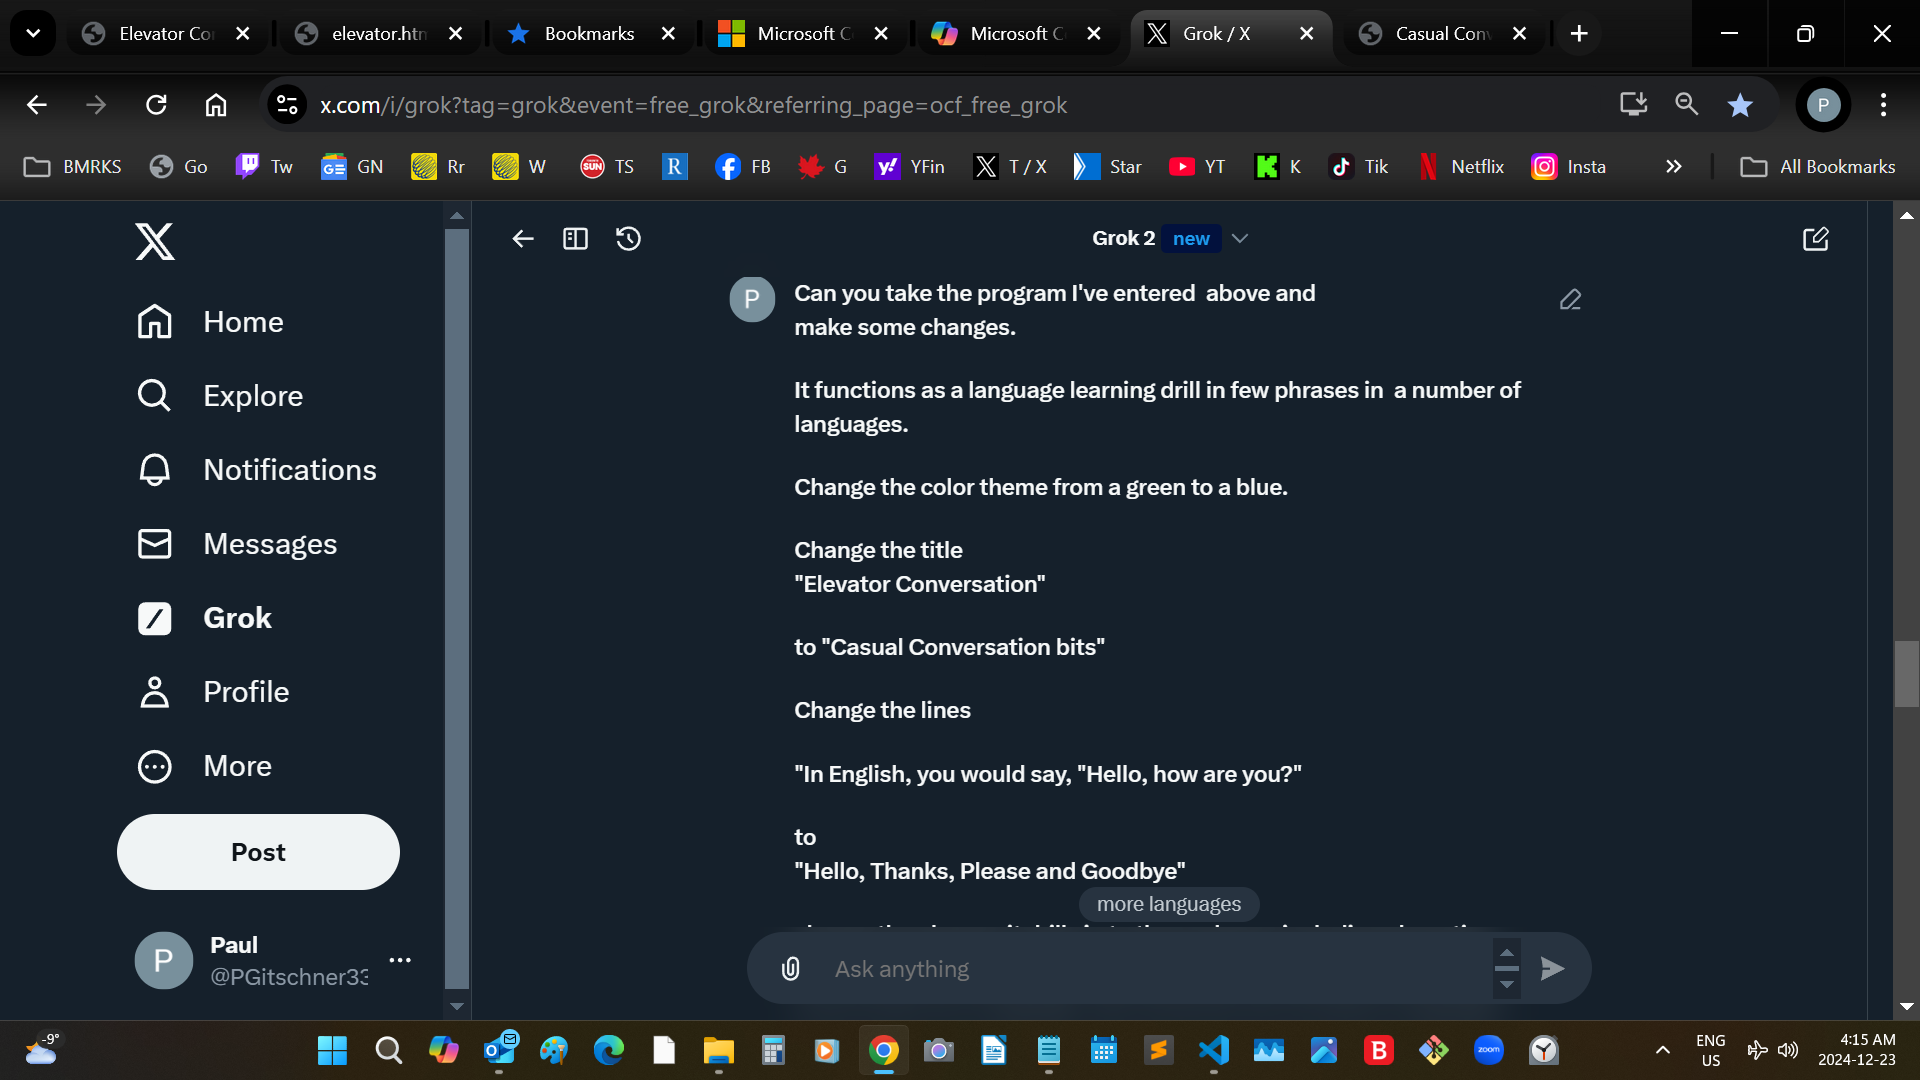 Elevator Co
elevator.htm
Bookmarks
Microsoft C
Microsoft C
Grok / X
Casual Con
x.com/i/grok?tag=grok&event=free_grok&referring_page=ocf_free_grok
P
BMRKS
Go
Tw
GN
Rr
W
SUN TS
R
FB
G
YFin
T / X
Star
YT
K
Tik
Netflix
Insta
All Bookmarks
Grok 2 new
Home
Explore
Notifications
Messages
Grok
Profile
More
Post
P
Paul
@PGitschner33
P
Can you take the program I've entered above and
make some changes.
It functions as a language learning drill in few phrases in a number of
languages.
Change the color theme from a green to a blue.
Change the title
"Elevator Conversation"
to "Casual Conversation bits"
Change the lines
"In English, you would say, "Hello, how are you?"
to
"Hello, Thanks, Please and Goodbye"
more languages
Ask anything
-9°
zoom
ENG
US
4:15 AM
2024-12-23